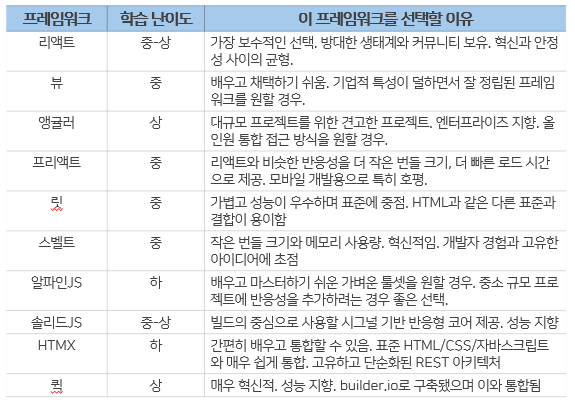 프레임워크 학습 난이도 이 프레임워크를 선택할 이유
리액트 중-상 가장 보수적인 선택. 방대한 생태계와 커뮤니티 보유. 혁신과 안정
성 사이의 균형.
뷰 중 배우고 채택하기 쉬움. 기업적 특성이 덜하면서 잘 정립된 프레임
워크를 원할 경우.
앵귤러 상 대규모 프로젝트를 위한 견고한 프로젝트. 엔터프라이즈 지향. 올
인원 통합 접근 방식을 원할 경우.
프리액트 중 리액트와 비슷한 반응성을 더 작은 번들 크기, 더 빠른 로드 시간
으로 제공. 모바일 개발용으로 특히 호평.
릿 중 가볍고 성능이 우수하며 표준에 중점. HTML과 같은 다른 표준과
결합이 용이함
스벨트 중 작은 번들 크기와 메모리 사용량. 혁신적임. 개발자 경험과 고유한
아이디어에 초점
알파인JS 하 배우고 마스터하기 쉬운 가벼운 툴셋을 원할 경우. 중소 규모 프로
젝트에 반응성을 추가하려는 경우 좋은 선택.
솔리드JS 중-상 빌드의 중심으로 사용할 시그널 기반 반응형 코어 제공. 성능 지향
HTMX 하 간편히 배우고 통합할 수 있음. 표준 HTML/CSS/자바스크립트
와 매우 쉽게 통합. 고유하고 단순화된 REST 아키텍처
퀵 상 매우 혁신적. 성능 지향. builder.io로 구축됐으며 이와 통합됨